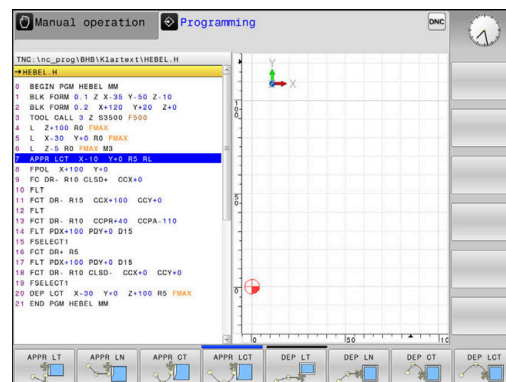 Manual operation
Programming
DNC
TNC:\nc_prog\BHB\Klartext\HEBEL.H
→HEBEL.H
0 BEGIN PGM HEBEL MM
1 BLK FORM 0.1 Z X-35 Y-50 Z-10
2 BLK FORM 0.2 X+120 Y+20 Z+0
3 TOOL CALL 3 Z S3500 F500
4 L Z+100 R0 FMAX
5 L X-30 Y+0 R0 FMAX
6 L Z-5 R0 FMAX M3
7 APPR LCT X-10 Y+0 R5 RL
8 FPOL X+100 Y+0
9 FC DR- R10 CLSD+ CCX+0
10 FLT
11 FCT DR- R15 CCX+100 CCY+0
12 FLT
13 FCT DR- R10 CCPR+40 CCPA-110
14 FLT PDX+100 PDY+0 D15
15 FSELECT1
16 FCT DR+ R5
17 FLT PDX+100 PDY+0 D15
18 FCT DR- R10 CLSD- CCX+0 CCY+0
19 FSELECT1
20 DEP LCT X-30 Y+0 Z+100 R5 FMAX
21 END PGM HEBEL MM
Y
X
0
50
APPR LT
APPR LN
APPR CT
APPR LCT
DEP LT
DEP LN
DEP CT
DEP LCT